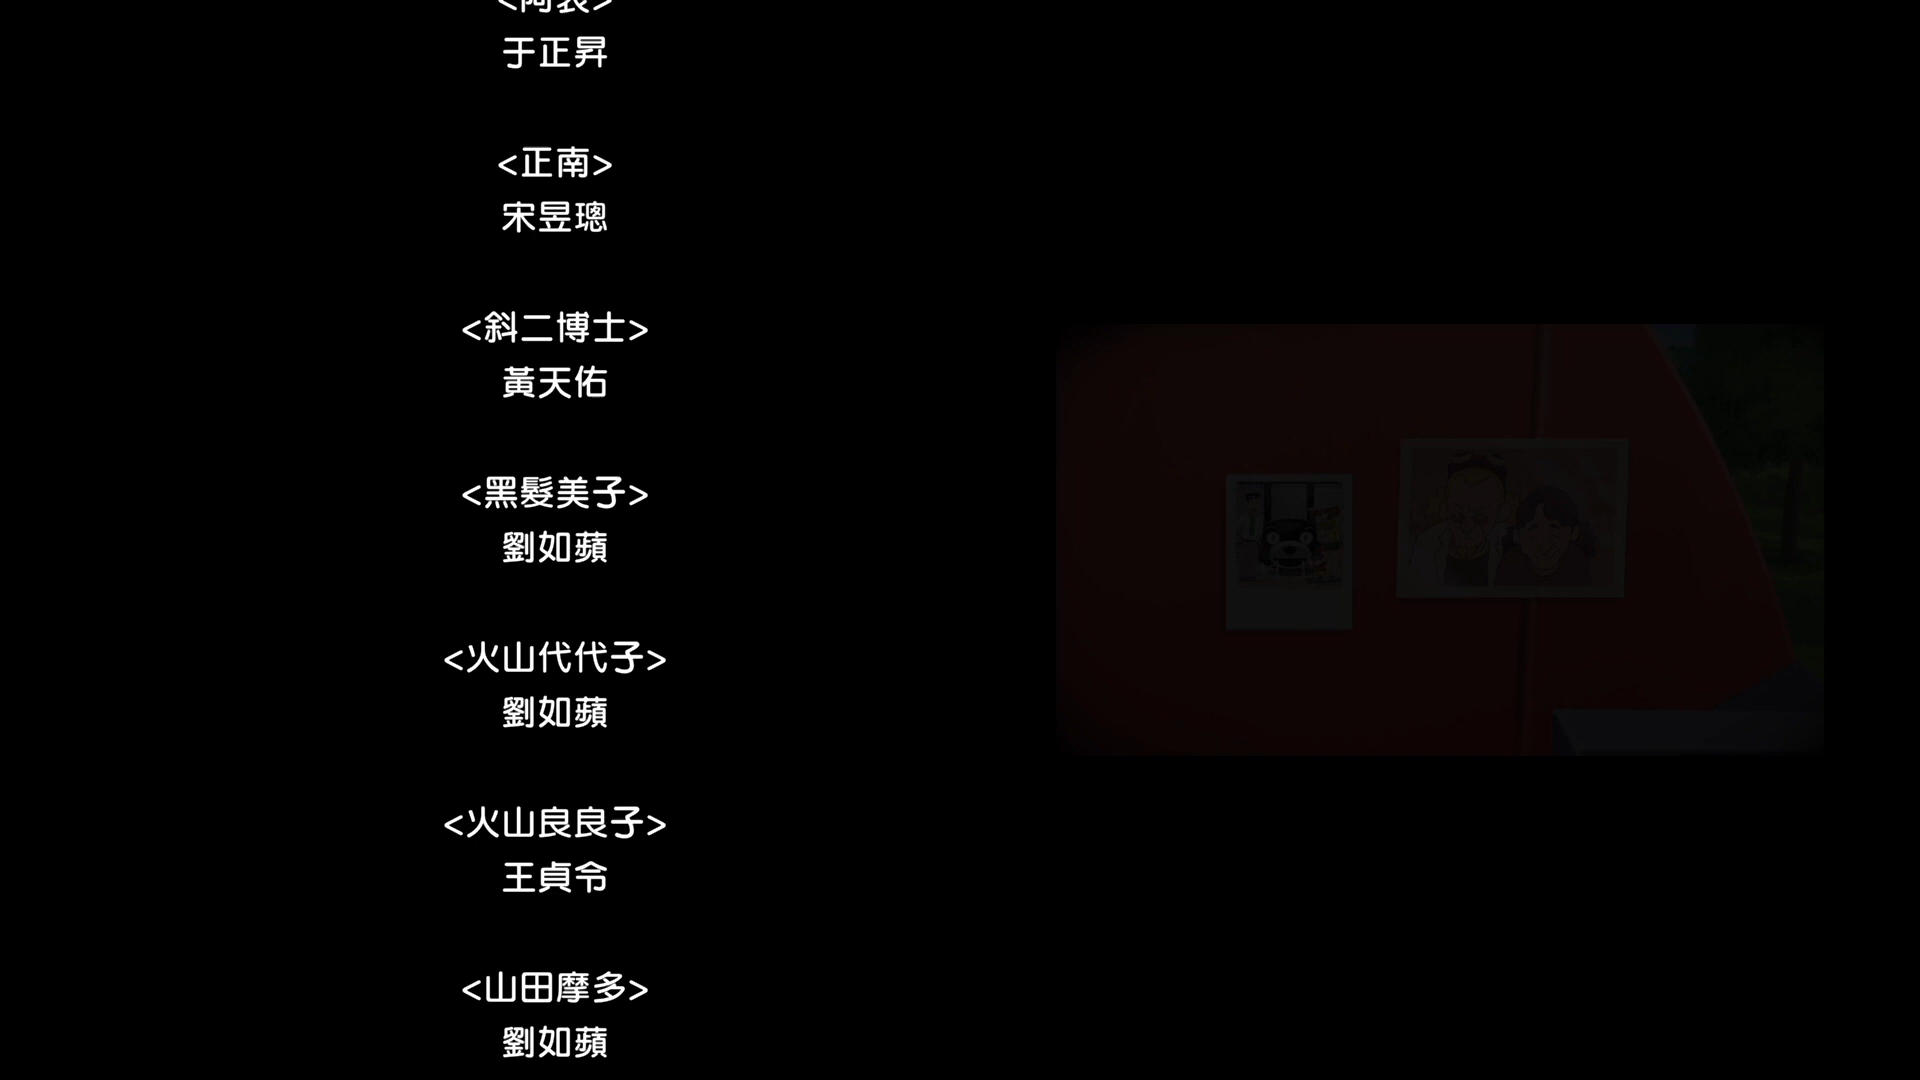 于正昇
<正南>
宋昱璁
<斜二博士>
黃天佑
<黑髮美子>
劉如蘋
<火山代代子>
劉如蘋
<火山良良子>
王貞令
<山田摩多>
劉如蘋